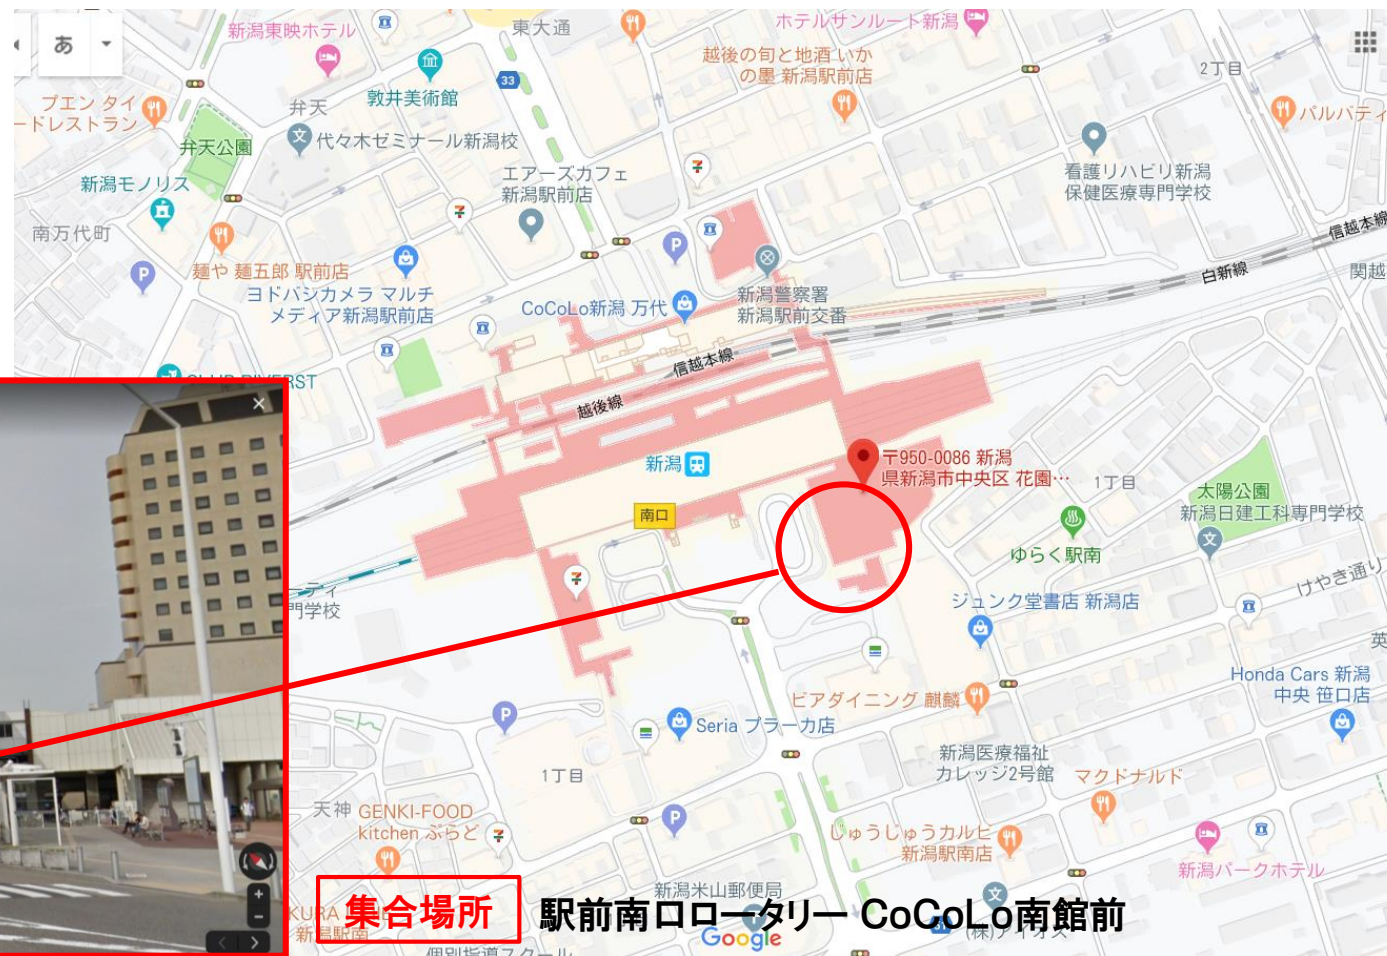 あ
新潟東映ホテル
東大通
ホテルサンルート新潟
越後の旬と地酒 いか
の墨 新潟駅前店
2丁目
33
プエン タイ
ードレストラン
敦井美術館
弁天
代々木ゼミナール新潟校
弁天公園
パルパティ
看護リハビリ新潟
保健医療専門学校
新潟モノリス
エアーズカフェ
新潟駅前店
南万代町
信越本線
麺や 麺五郎 駅前店
P
P
白新線
関越
ヨドバシカメラ マルチ
メディア新潟駅前店
CoCoLo新潟 万代
新潟警察署
新潟駅前交番
信越本線
越後線
新潟
〒950-0086 新潟
県新潟市中央区 花園…
1丁目
太陽公園
新潟日建工科専門学校
南口
ゆらく駅南
けやき通り
ーディ
門学校
ジュンク堂書店 新潟店
英
Honda Cars 新潟
中央 笹口店
ビアダイニング 麒麟
P
Seria プラーカ店
新潟医療福祉
カレッジ2号館
マクドナルド
1丁目
天神
GENKI-FOOD
kitchen ぷらど
P
じゅうじゅうカルビ
新潟駅南店
新潟パークホテル
新潟米山郵便局
集合場所
駅前南口ロータリー CoCoLo南館前
新潟駅南
Google
個別指導スクール